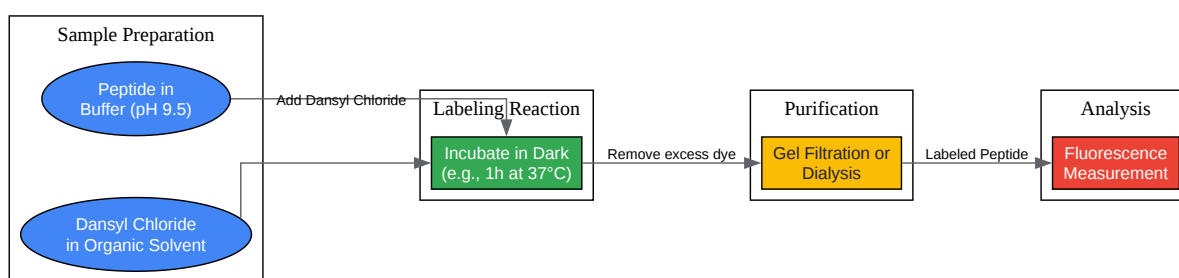 Sample Preparation
Peptide in
Buffer (pH 9.5)
Dansyl Chloride
in Organic Solvent
Add Dansyl Chloride
Labeling Reaction
Incubate in Dark
(e.g., 1h at 37°C)
Remove excess dye
Purification
Gel Filtration or
Dialysis
Labeled Peptide
Analysis
Fluorescence
Measurement